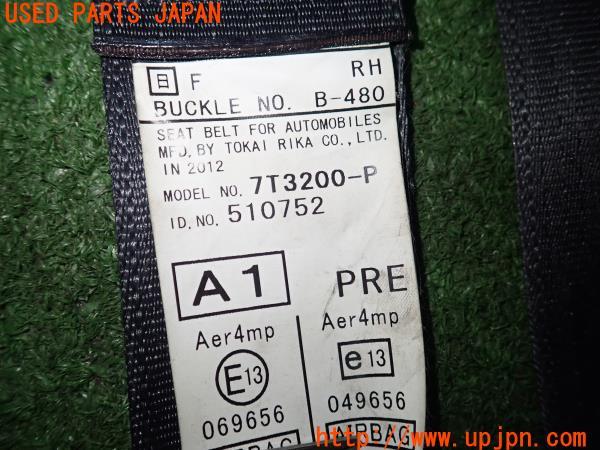 USED PARTS JAPAN
日 F RH
BUCKLE NO. B-480
SEAT BELT FOR AUTOMOBILES
MFD. BY TOKAI RIKA CO., LTD.
IN 2012
MODEL NO. 7T3200-P
ID. NO. 510752
A1 PRE
Aer4mp Aer4mp
E13 e13
069656 049656
AIRBAG AIRBAG
http://www.upjpn.com/